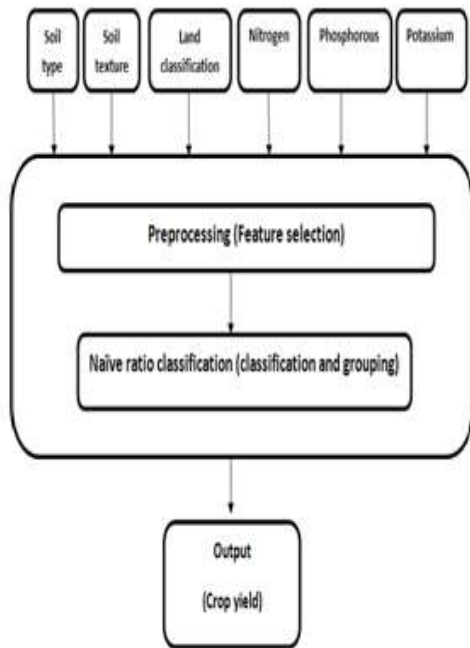 Soil
type
Soil
texture
Land
classification
Nitrogen
Phosphorous
Potassium
Preprocessing (Feature selection)
Naïve ratio classification (classification and grouping)
Output
(Crop yield)